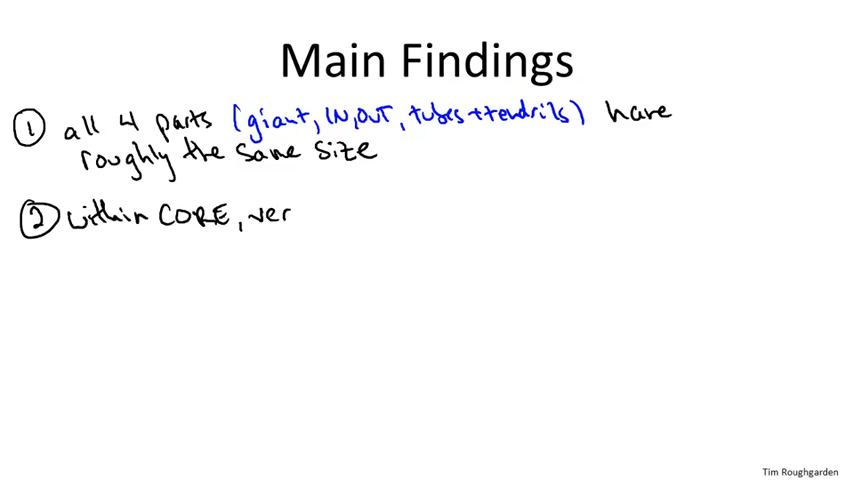 Main Findings
① all 4 parts (giant, IN, OUT, tubes + tendrils) have
roughly the same size
② within CORE, ver
Tim Roughgarden